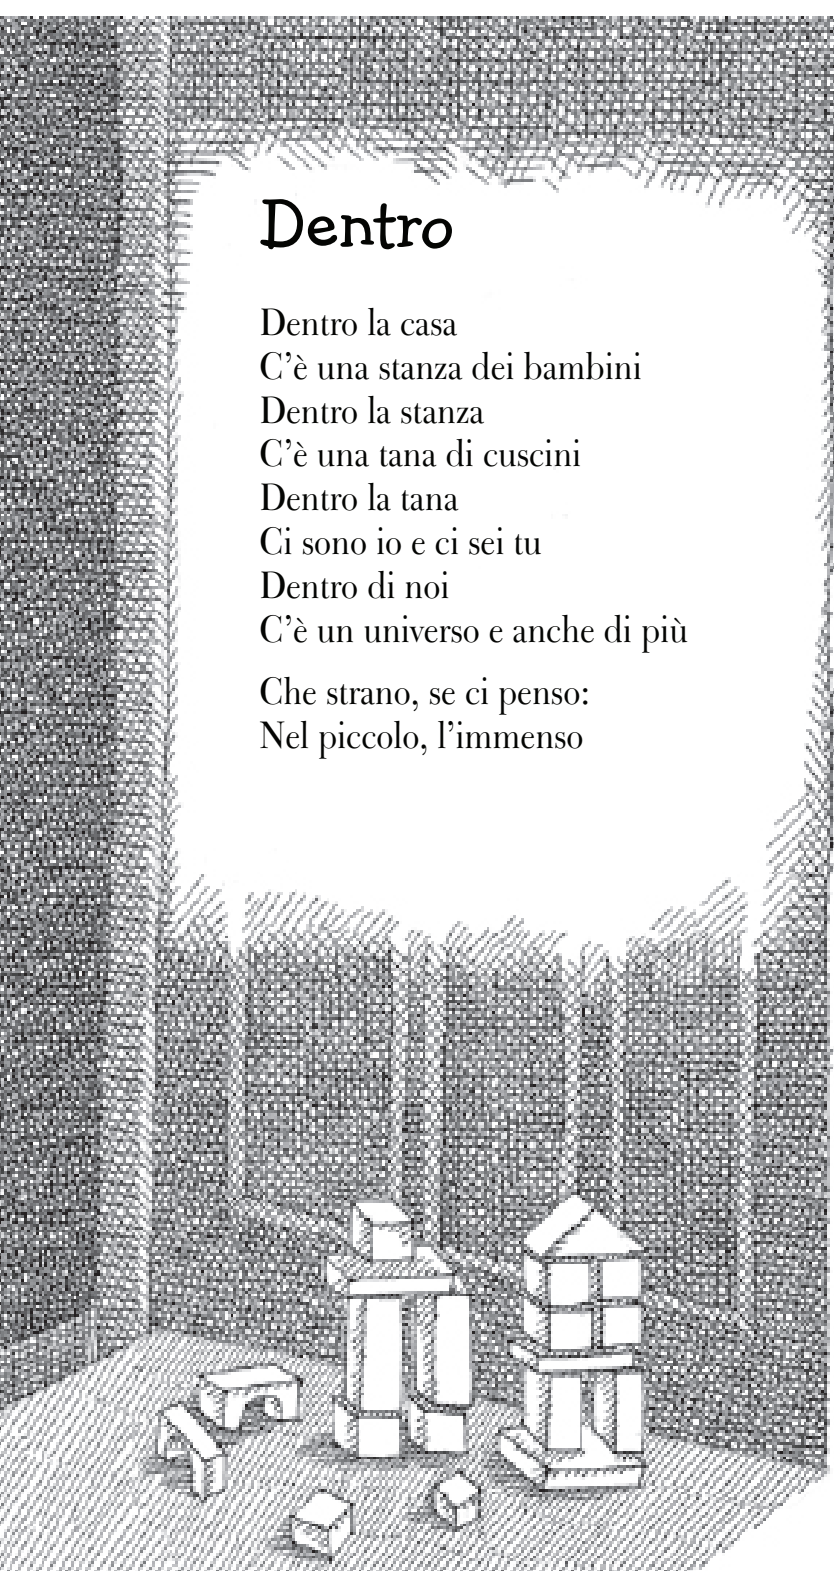 Dentro
Dentro la casa
C’è una stanza dei bambini
Dentro la stanza
C’è una tana di cuscini
Dentro la tana
Ci sono io e ci sei tu
Dentro di noi
C’è un universo e anche di più
Che strano, se ci penso:
Nel piccolo, l’immenso